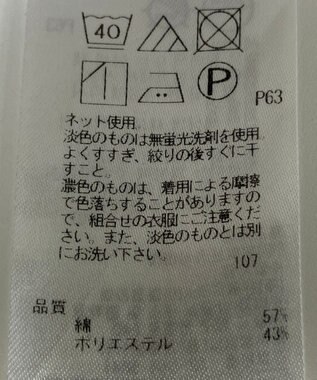 40
P
P63
ネット使用
淡色のものは無蛍光洗剤を使用
よくすすぎ、絞りの後すぐに干
すこと。
濃色のものは、着用による摩擦
で色落ちすることがありますの
で、組合せの衣服にご注意くだ
さい。また、淡色のものとは別
にお洗い下さい。
107
品質
綿 57%
ポリエステル 43%